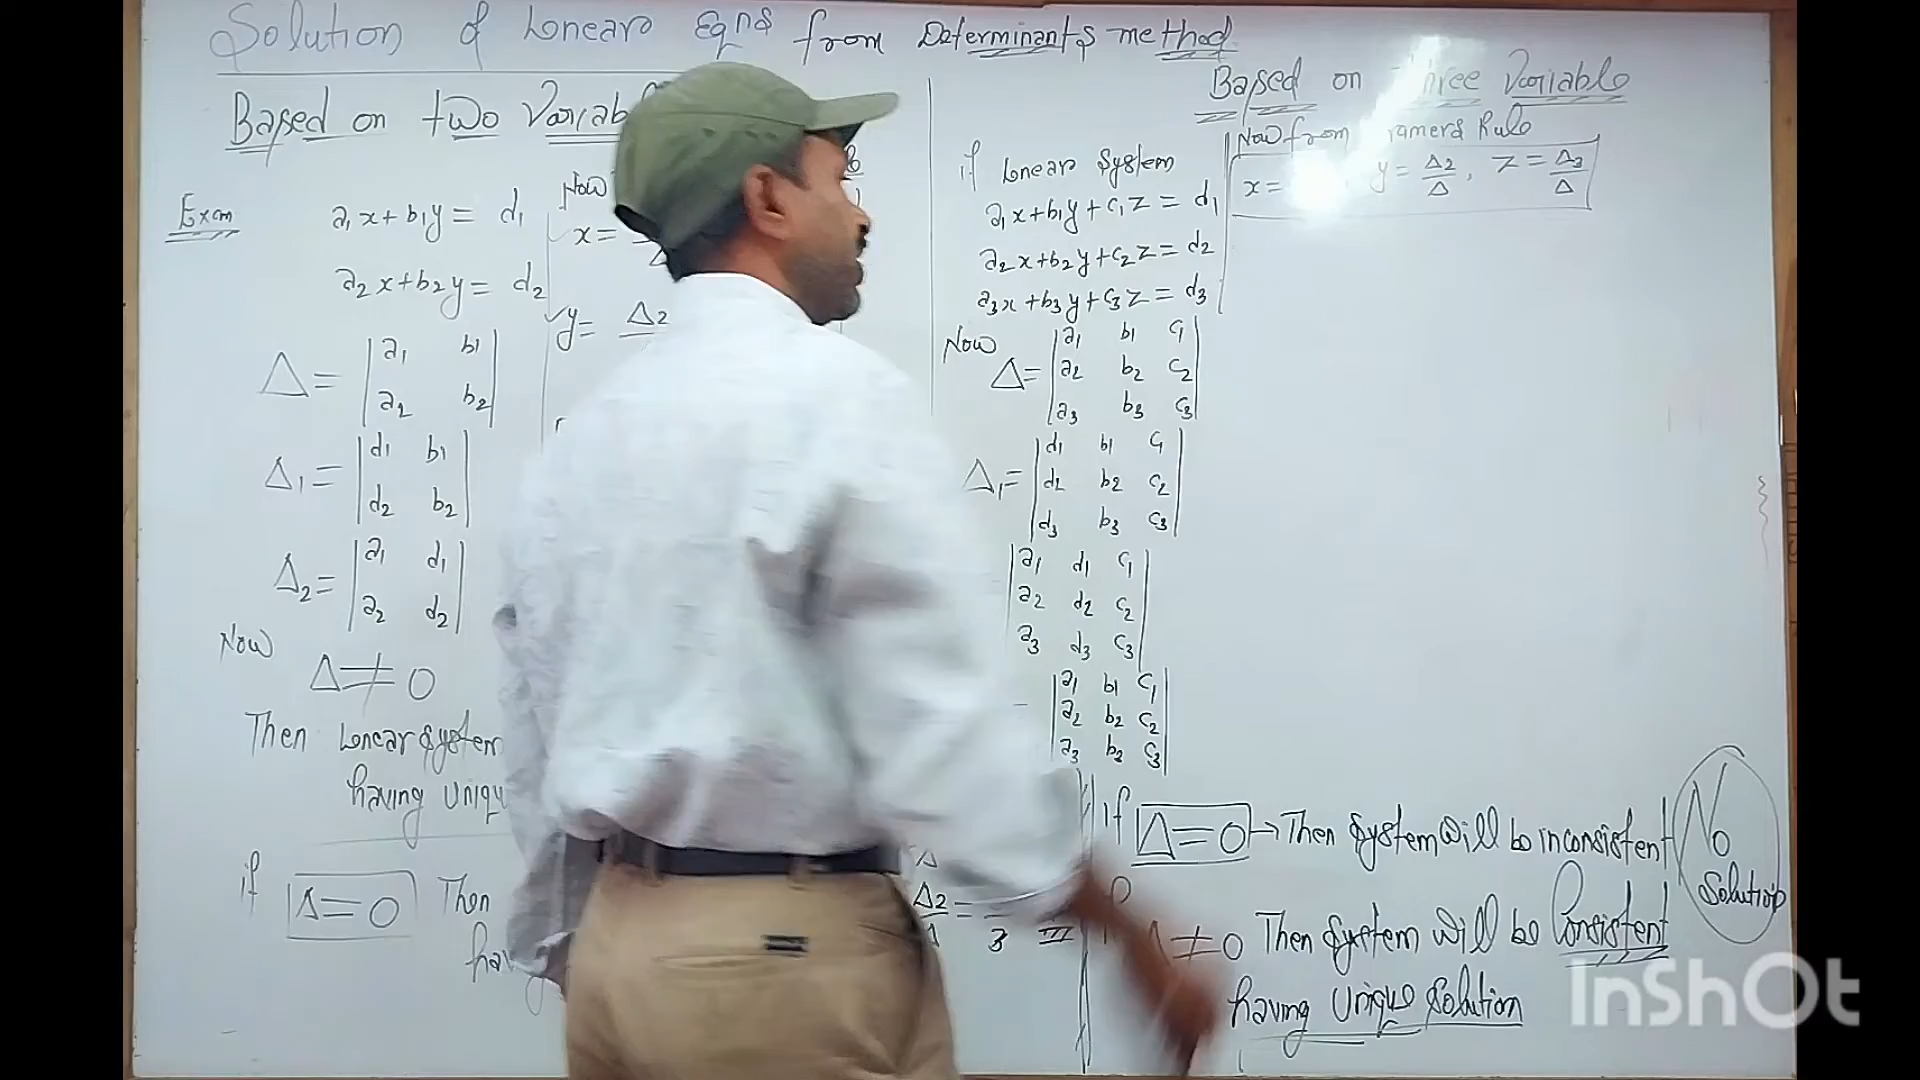 Solution of Linear Eqns from Determinants method
Based on two
Exam
a1x + b1y = d1
a2x + b2y = d2
Δ = | a1 b1 |
| a2 b2 |
Δ1 = | d1 b1 |
| d2 b2 |
Δ2 = | a1 d1 |
| a2 d2 |
Now
Δ ≠ 0
Then Linear System
having
if Δ = 0 Then
Now
x =
y = Δ2
Δ2/Δ =
3
Based on Three Variable
if Linear System
a1x + b1y + c1z = d1
a2x + b2y + c2z = d2
a3x + b3y + c3z = d3
Now Δ = | a1 b1 c1 |
| a2 b2 c2 |
| a3 b3 c3 |
Δ1 = | d1 b1 c1 |
| d2 b2 c2 |
| d3 b3 c3 |
| a1 d1 c1 |
| a2 d2 c2 |
| a3 d3 c3 |
| a1 b1 c1 |
| a2 b2 c2 |
| a3 b3 c3 |
Now from Rule
x = y = Δ2/Δ , z = Δ3/Δ
if Δ = 0 → Then System will be inconsistent No Solution
Δ ≠ 0 Then System will be Consistent
having unique solution
InShOt